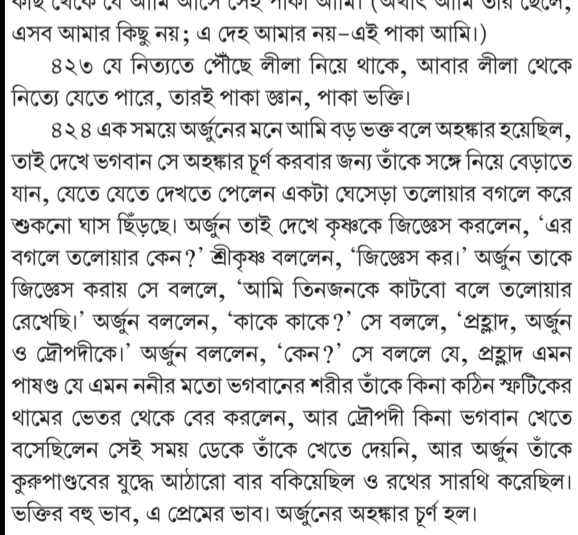 কাছ থেকে যে আমি আসে সেই পাকা আমি। (অর্থাৎ আমি তাঁর ছেলে,
এসব আমার কিছু নয়; এ দেহ আমার নয়-এই পাকা আমি।)
৪২৩ যে নিত্যতে পৌঁছে লীলা নিয়ে থাকে, আবার লীলা থেকে
নিত্যে যেতে পারে, তারই পাকা জ্ঞান, পাকা ভক্তি।
৪২৪ এক সময়ে অর্জুনের মনে আমি বড় ভক্ত বলে অহঙ্কার হয়েছিল,
তাই দেখে ভগবান সে অহঙ্কার চূর্ণ করবার জন্য তাঁকে সঙ্গে নিয়ে বেড়াতে
যান, যেতে যেতে দেখতে পেলেন একটা ঘেসেড়া তলোয়ার বগলে করে
শুকনো ঘাস ছিঁড়ছে। অর্জুন তাই দেখে কৃষ্ণকে জিজ্ঞেস করলেন, ‘এর
বগলে তলোয়ার কেন?’ শ্রীকৃষ্ণ বললেন, ‘জিজ্ঞেস কর।’ অর্জুন তাকে
জিজ্ঞেস করায় সে বললে, ‘আমি তিনজনকে কাটবো বলে তলোয়ার
রেখেছি।’ অর্জুন বললেন, ‘কাকে কাকে?’ সে বললে, ‘প্রহ্লাদ, অর্জুন
ও দ্রৌপদীকে।’ অর্জুন বললেন, ‘কেন?’ সে বললে যে, প্রহ্লাদ এমন
পাষণ্ড যে এমন ননীর মতো ভগবানের শরীর তাঁকে কিনা কঠিন স্ফটিকের
থামের ভেতর থেকে বের করলেন, আর দ্রৌপদী কিনা ভগবান খেতে
বসেছিলেন সেই সময় ডেকে তাঁকে খেতে দেয়নি, আর অর্জুন তাঁকে
কুরুপাণ্ডবের যুদ্ধে আঠারো বার বকিয়েছিল ও রথের সারথি করেছিল।
ভক্তির বহু ভাব, এ প্রেমের ভাব। অর্জুনের অহঙ্কার চূর্ণ হল।